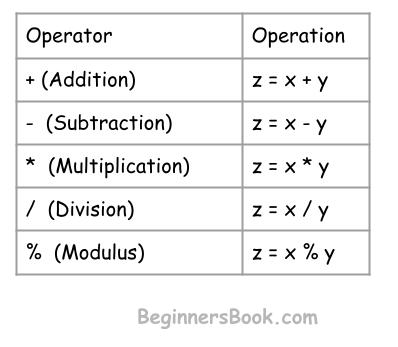 Operator Operation
+ (Addition) z = x + y
- (Subtraction) z = x - y
* (Multiplication) z = x * y
/ (Division) z = x / y
% (Modulus) z = x % y
BeginnersBook.com